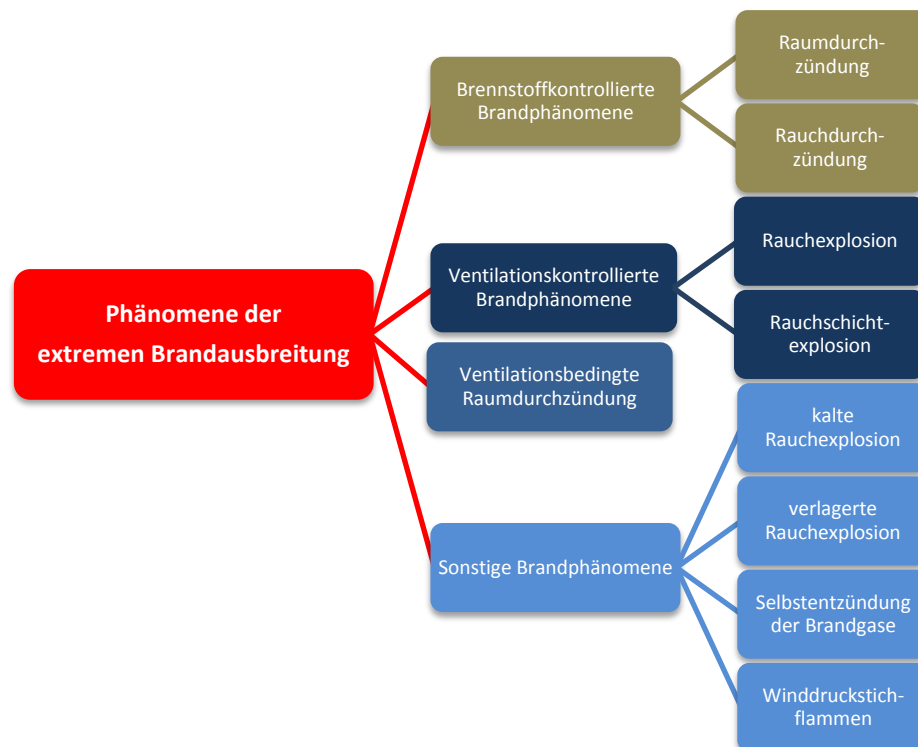 Phänomene der
extremen Brandausbreitung
Brennstoffkontrollierte
Brandphänomene
Raumdurch-
zündung
Rauchdurch-
zündung
Ventilationskontrollierte
Brandphänomene
Rauchexplosion
Rauchschicht-
explosion
Ventilationsbedingte
Raumdurchzündung
Sonstige Brandphänomene
kalte
Rauchexplosion
verlagerte
Rauchexplosion
Selbstentzündung
der Brandgase
Winddruckstich-
flammen